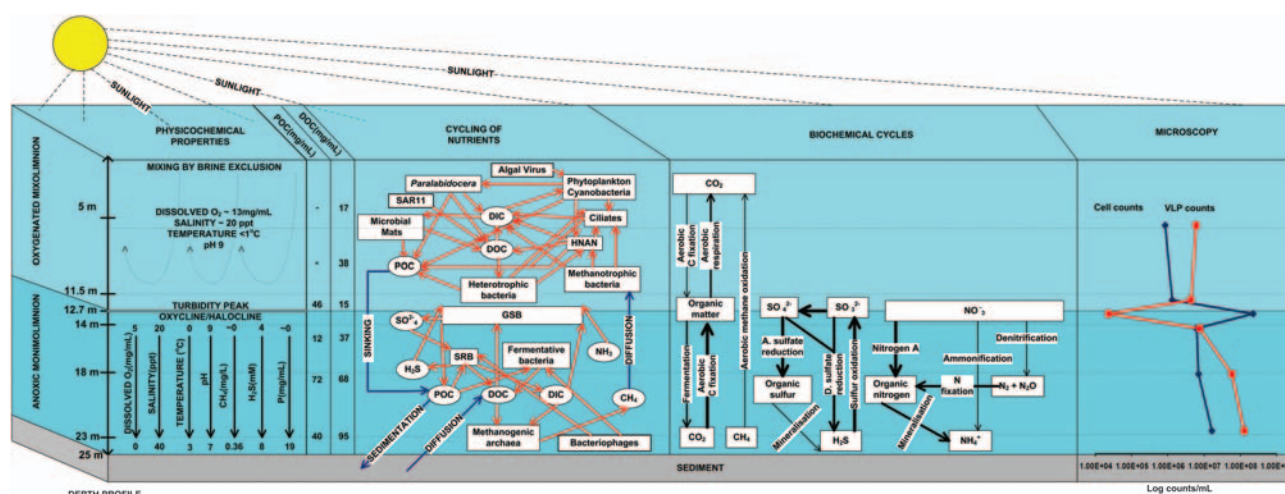 SUNLIGHT
SUNLIGHT
SUNLIGHT
PHYSICOCHEMICAL
PROPERTIES
POC(mg/mL)
DOC(mg/mL)
CYCLING OF
NUTRIENTS
BIOCHEMICAL CYCLES
MICROSCOPY
OXYGENATED MIXOLIMNION
ANOXIC MONIMOLIMNION
5 m
11.5 m
12.7 m
14 m
18 m
23 m
25 m
MIXING BY BRINE EXCLUSION
DISSOLVED O₂ ~ 13mg/mL
SALINITY ~ 20 ppt
TEMPERATURE <1°C
pH 9
TURBIDITY PEAK
OXYCLINE/HALOCLINE
5 20 0 9 ~0 4 ~0
DISSOLVED O₂(mg/mL)
SALINITY(ppt)
TEMPERATURE (°C)
pH
CH₄(mg/L)
H₂S(mM)
P(mg/mL)
0 40 3 7 0.36 8 19
- 17
- 38
46 15
12 37
72 68
40 95
Algal Virus
Paralabidocera
Phytoplankton
Cyanobacteria
SAR11
DIC
Ciliates
Microbial
Mats
HNAN
DOC
POC
Heterotrophic
bacteria
Methanotrophic
bacteria
SINKING
GSB
SO²⁻₄
SRB
Fermentative
bacteria
NH₃
DIFFUSION
H₂S
POC
DOC
DIC
CH₄
SEDIMENTATION
DIFFUSION
Methanogenic
archaea
Bacteriophages
CO₂
Aerobic
C fixation
Aerobic
respiration
Aerobic methane oxidation
Organic
matter
Fermentation
Aerobic
C fixation
CO₂
CH₄
SO₄²⁻
SO₃²⁻
NO⁻₃
A. sulfate
reduction
D. sulfate
reduction
Sulfur oxidation
Organic
sulfur
Mineralisation
H₂S
Nitrogen A
Ammonification
Denitrification
Organic
nitrogen
N
fixation
N₂ + N₂O
Mineralisation
NH₄⁺
Cell counts
VLP counts
SEDIMENT
1.00E+04 1.00E+05 1.00E+06 1.00E+07 1.00E+08
Log counts/mL
DEPTH PROFILE